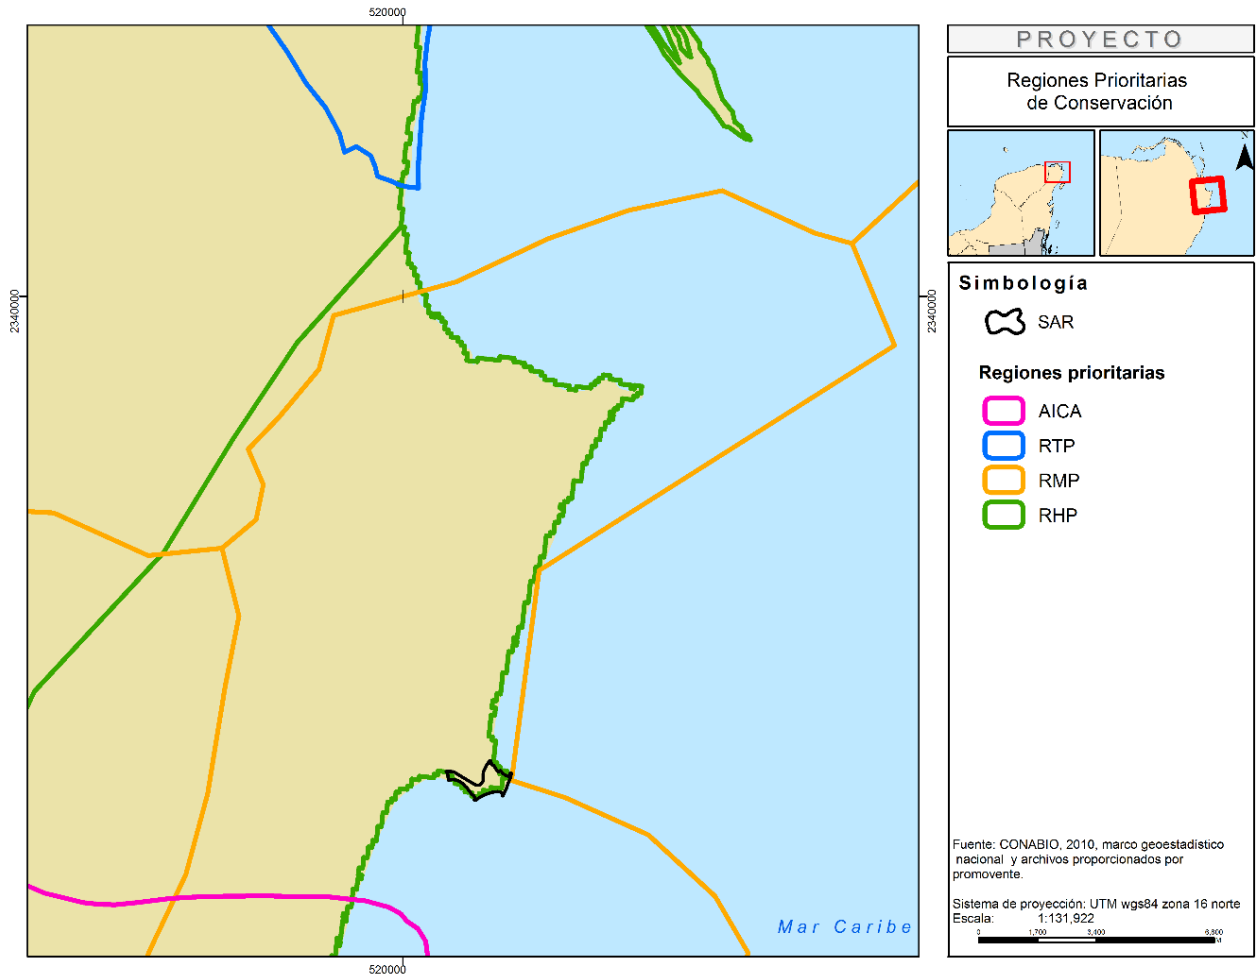 520000
2340000
2340000
Mar Caribe
520000
PROYECTO
Regiones Prioritarias
de Conservación
N
Simbología
SAR
Regiones prioritarias
AICA
RTP
RMP
RHP
Fuente: CONABIO, 2010, marco geoestadístico
nacional y archivos proporcionados por
promovente.
Sistema de proyección: UTM wgs84 zona 16 norte
Escala: 1:131,922
0 1,700 3,400 6,800
M